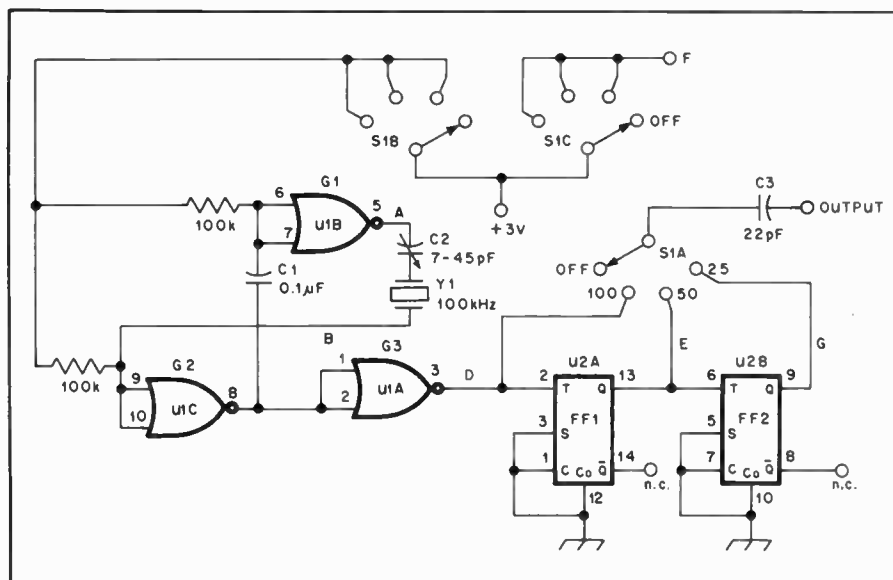 F
S1B
S1C
OFF
+3V
G1
6
5
A
7
U1B
100k
C1
0.1µF
C2
7-45pF
Y1
100kHz
C3
22pF
OUTPUT
S1A
OFF
25
100
50
B
D
E
G
100k
G2
9
8
10
U1C
G3
1
3
2
U1A
U2A
2
T
Q
13
FF1
3
S
1
C
Co
Q̄
14
n.c.
12
U2B
6
T
Q
9
FF2
5
S
7
C
Co
Q̄
8
n.c.
10